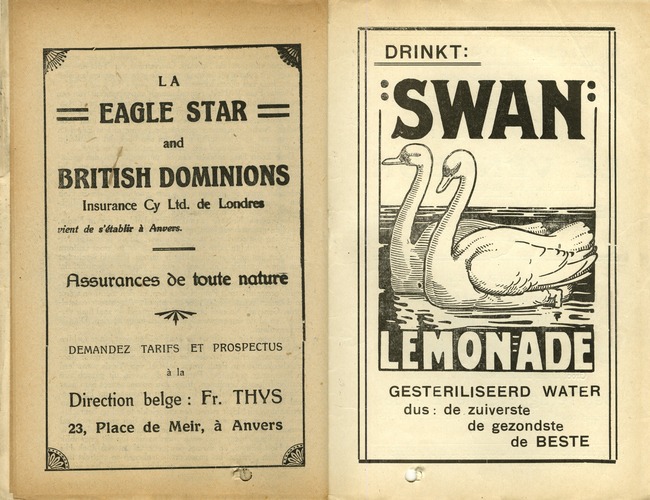 LA
EAGLE STAR
and
BRITISH DOMINIONS
Insurance Cy Ltd. de Londres
vient de s'établir à Anvers.
Assurances de toute nature
DEMANDEZ TARIFS ET PROSPECTUS
à la
Direction belge : Fr. THYS
23, Place de Meir, à Anvers
DRINKT:
:SWAN:
LEMONADE
GESTERILISEERD WATER
dus : de zuiverste
de gezondste
de BESTE